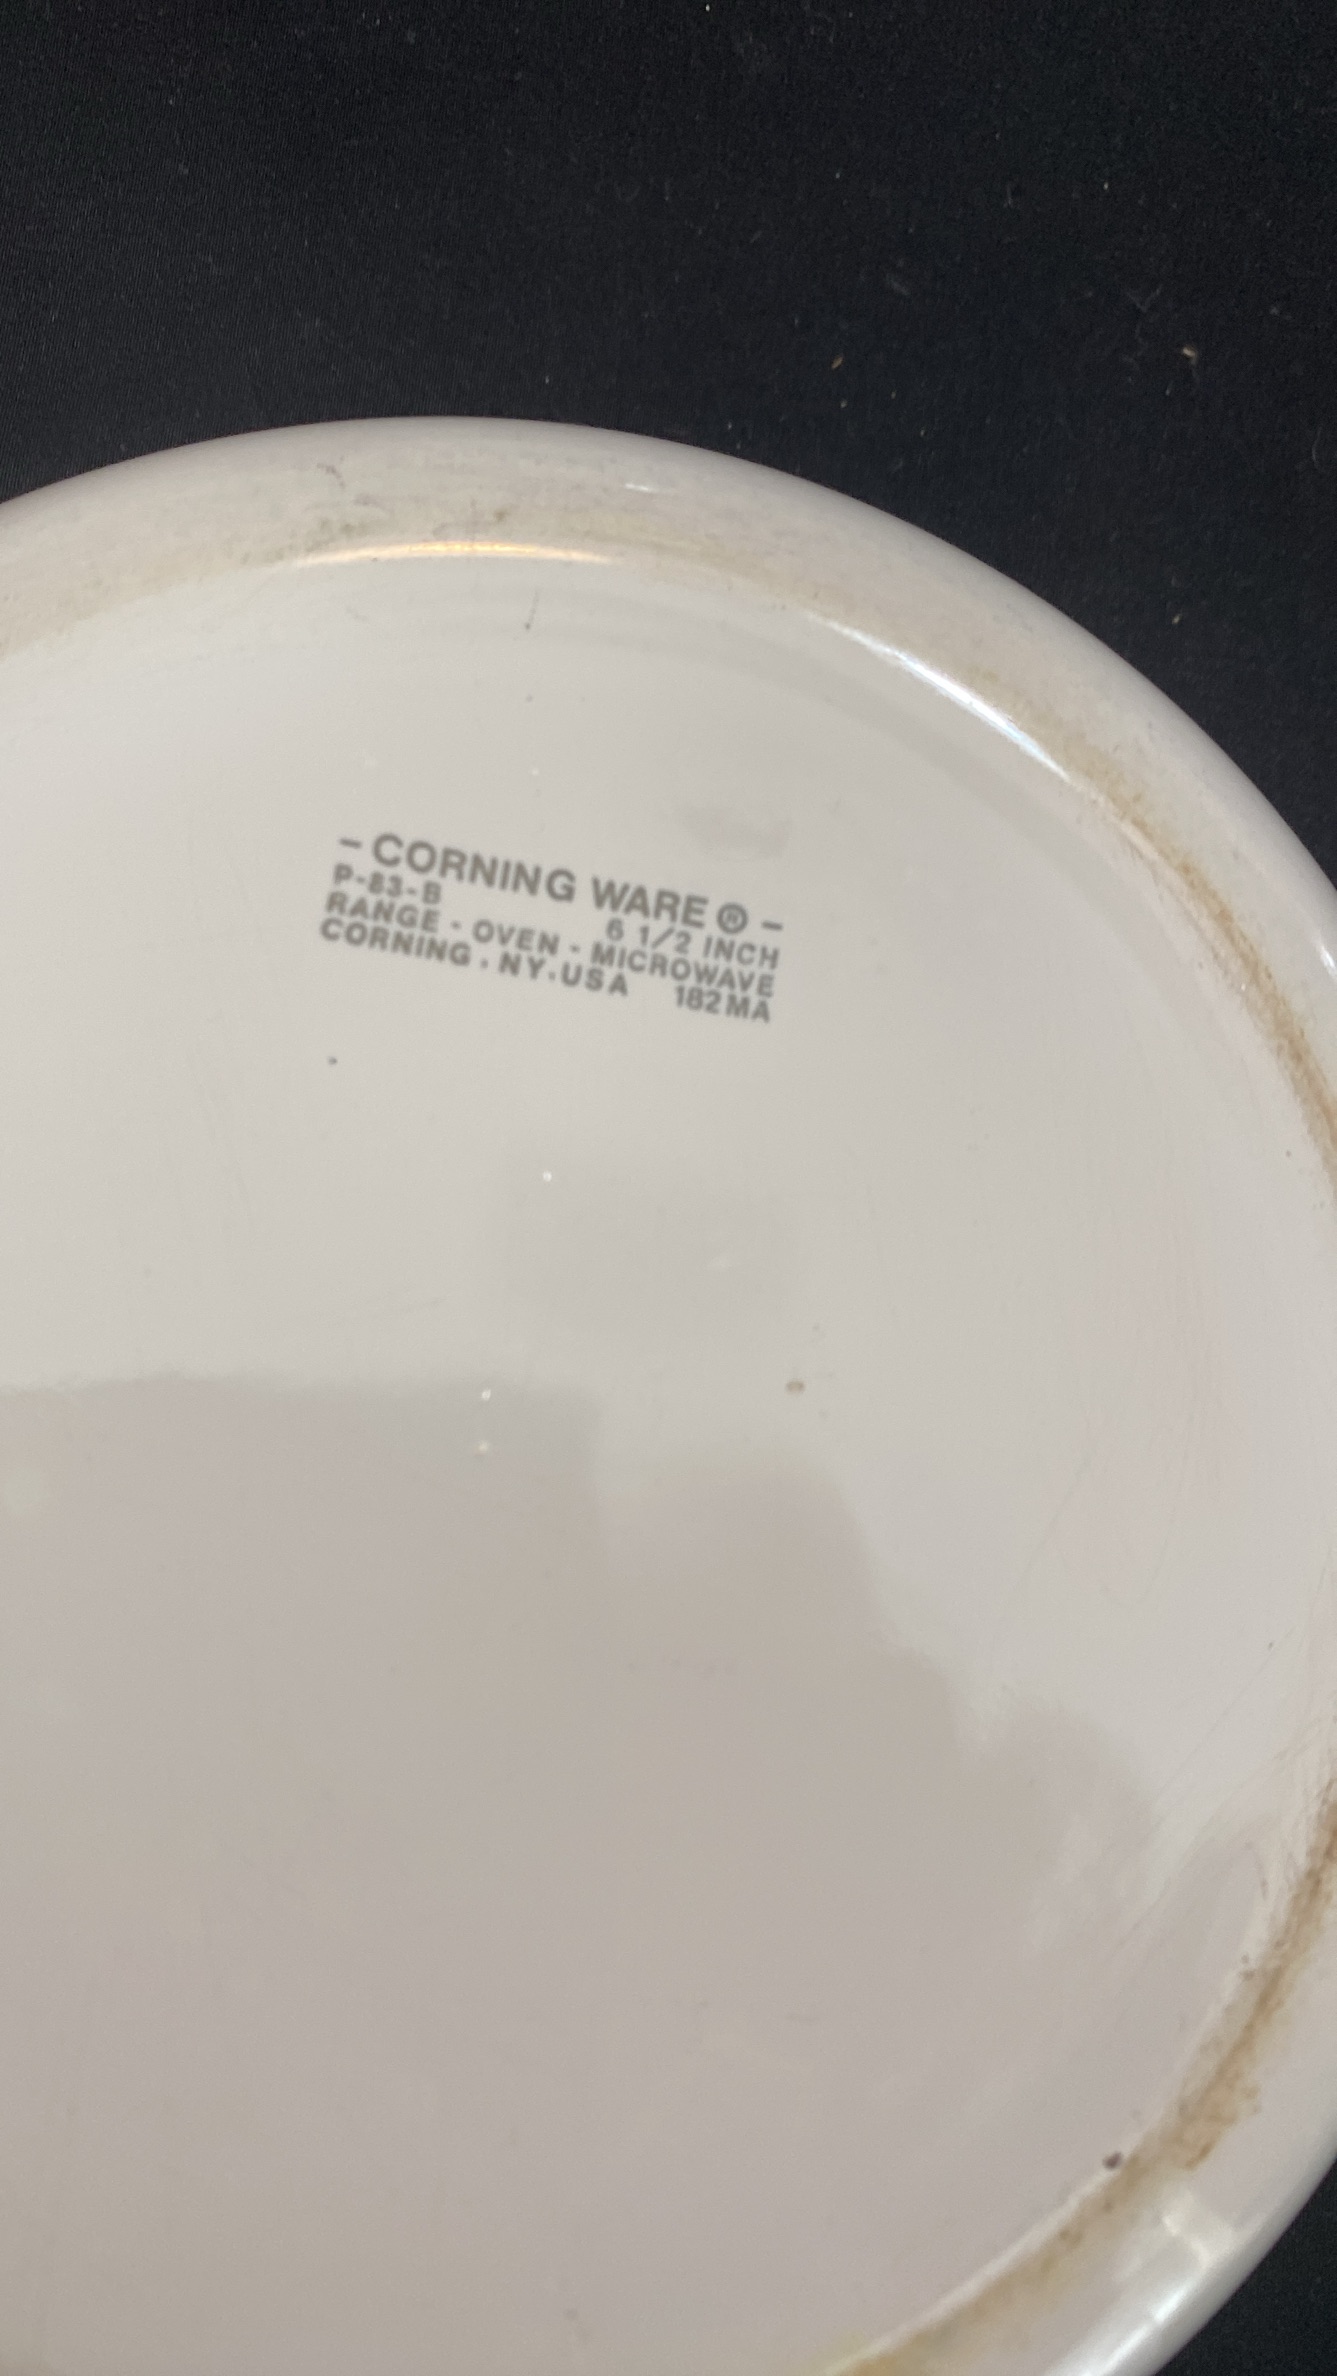 - CORNING WARE ® -
P-83-B 6 1/2 INCH
RANGE - OVEN - MICROWAVE
CORNING . NY. USA 182 MA